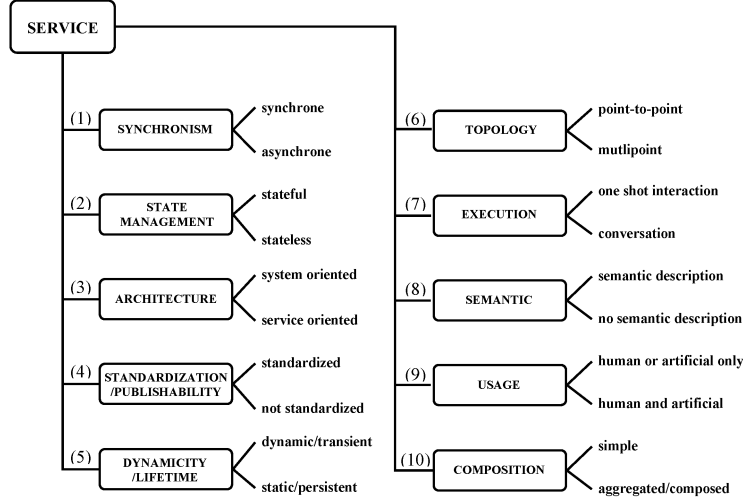 SERVICE
(1)
SYNCHRONISM
synchrone
asynchrone
(2)
STATE
MANAGEMENT
stateful
stateless
(3)
ARCHITECTURE
system oriented
service oriented
(4)
STANDARDIZATION
/PUBLISHABILITY
standardized
not standardized
(5)
DYNAMICITY
/LIFETIME
dynamic/transient
static/persistent
(6)
TOPOLOGY
point-to-point
mutlipoint
(7)
EXECUTION
one shot interaction
conversation
(8)
SEMANTIC
semantic description
no semantic description
(9)
USAGE
human or artificial only
human and artificial
(10)
COMPOSITION
simple
aggregated/composed